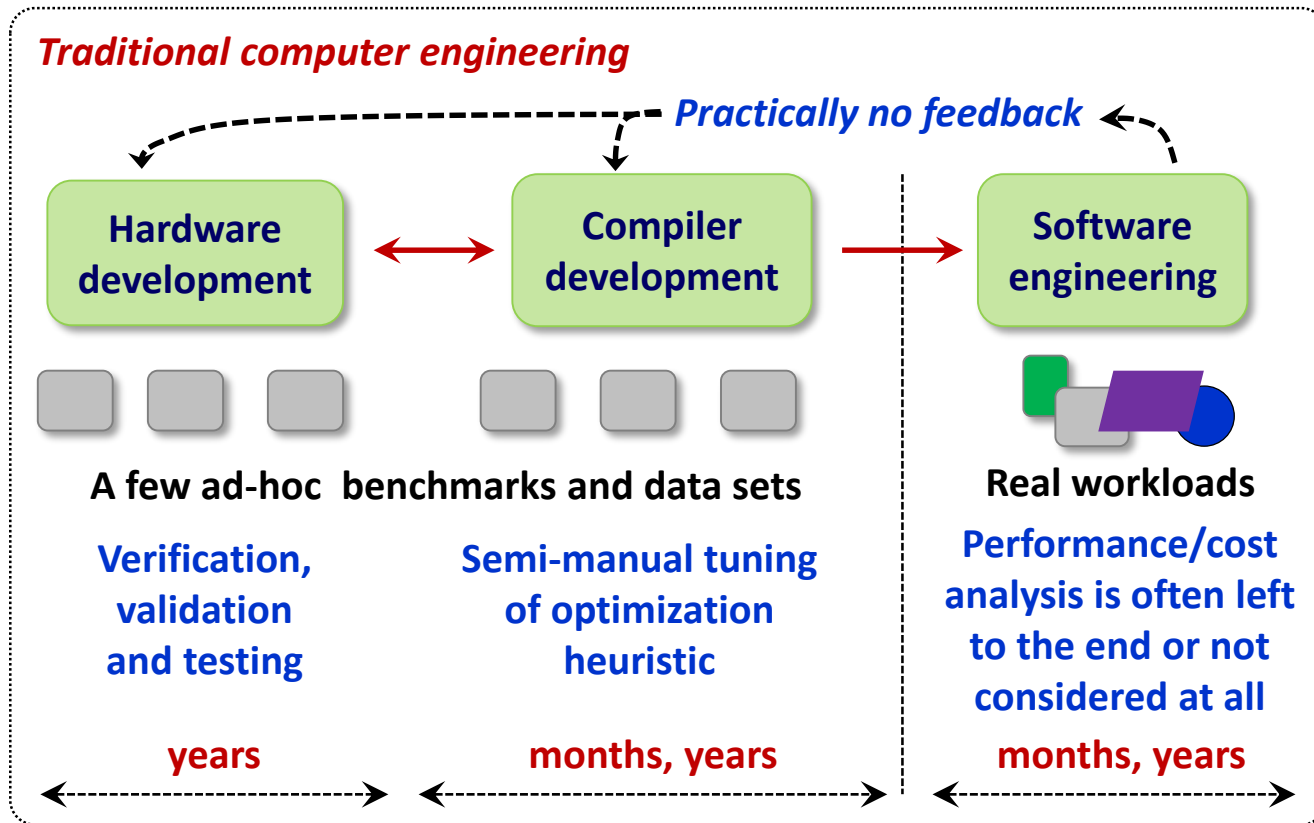 Traditional computer engineering
Practically no feedback
Hardware
development
Compiler
development
Software
engineering
A few ad-hoc  benchmarks and data sets
Real workloads
Verification,
validation
and testing
Semi-manual tuning
of optimization
heuristic
Performance/cost
analysis is often left
to the end or not
considered at all
years
months, years
months, years